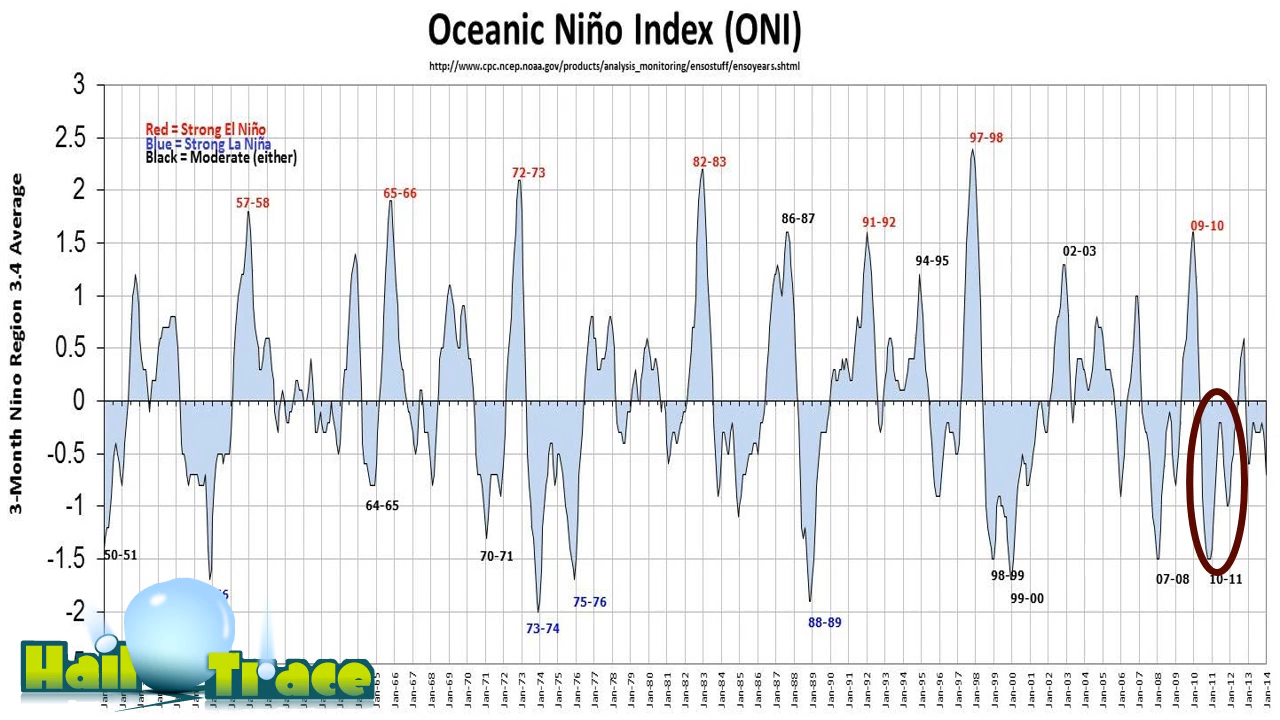 Oceanic Niño Index (ONI)
http://www.cpc.ncep.noaa.gov/products/analysis_monitoring/ensostuff/ensoyears.shtml
3-Month Nino Region 3.4 Average
3
2.5
2
1.5
1
0.5
0
-0.5
-1
-1.5
-2
Red = Strong El Niño
Blue = Strong La Niña
Black = Moderate (either)
50-51
57-58
64-65
65-66
70-71
72-73
73-74
75-76
82-83
86-87
88-89
91-92
94-95
97-98
98-99
99-00
02-03
07-08
09-10
10-11
Jan-66
Jan-67
Jan-68
Jan-69
Jan-70
Jan-71
Jan-72
Jan-73
Jan-74
Jan-75
Jan-76
Jan-77
Jan-78
Jan-79
Jan-80
Jan-81
Jan-82
Jan-83
Jan-84
Jan-85
Jan-86
Jan-87
Jan-88
Jan-89
Jan-90
Jan-91
Jan-92
Jan-93
Jan-94
Jan-95
Jan-96
Jan-97
Jan-98
Jan-99
Jan-00
Jan-01
Jan-02
Jan-03
Jan-04
Jan-05
Jan-06
Jan-07
Jan-08
Jan-09
Jan-10
Jan-11
Jan-12
Jan-13
Jan-14
Hail Trace